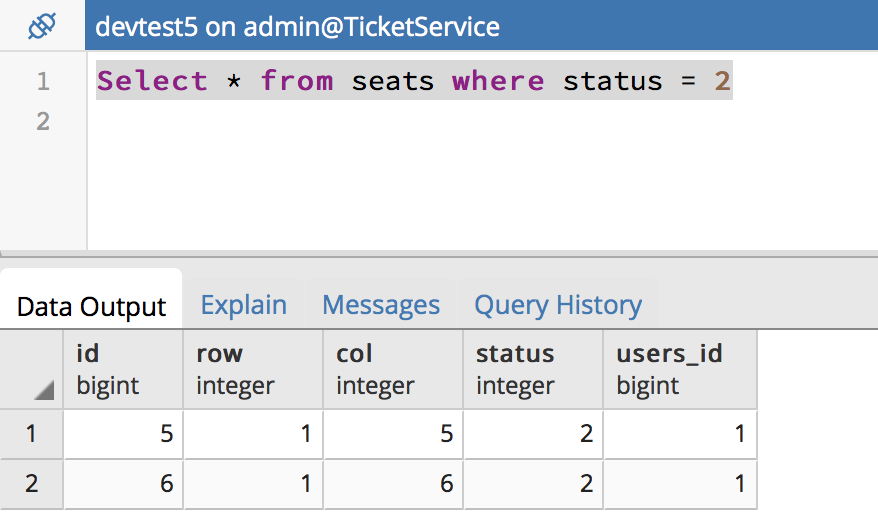 devtest5 on admin@TicketService
1 Select * from seats where status = 2
2
Data Output Explain Messages Query History
id row col status users_id
bigint integer integer integer bigint
1 5 1 5 2 1
2 6 1 6 2 1